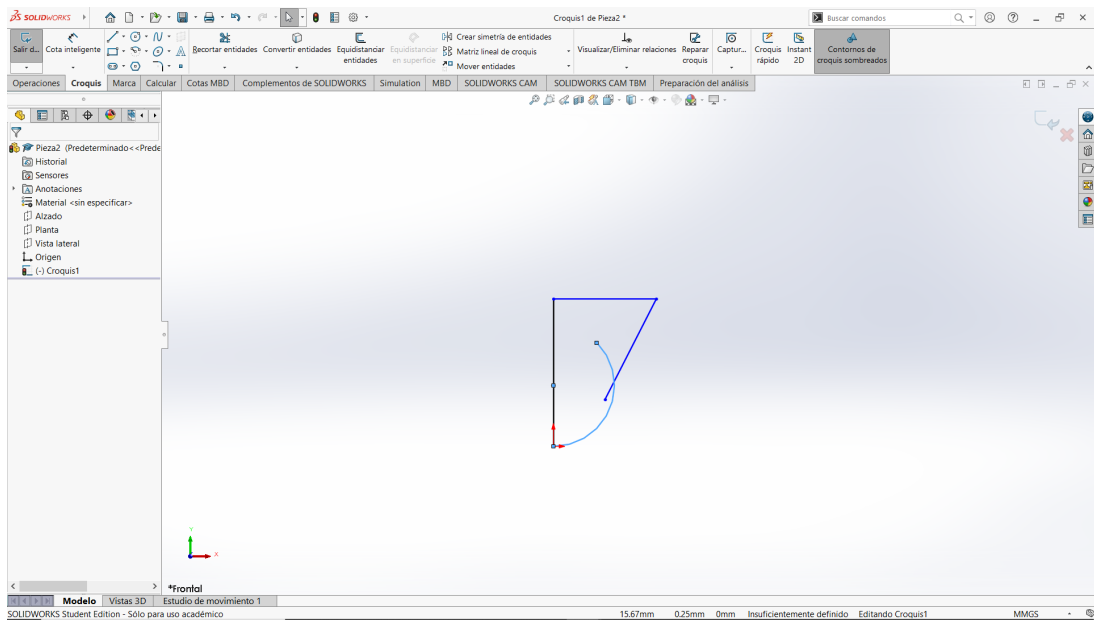 SOLIDWORKS
Croquis1 de Pieza2 *
Buscar comandos
Salir d...
Cota inteligente
Recortar entidades
Convertir entidades
Equidistanciar
entidades
Equidistanciar
en superficie
Crear simetría de entidades
Matriz lineal de croquis
Mover entidades
Visualizar/Eliminar relaciones
Reparar
croquis
Captur...
Croquis
rápido
Instant
2D
Contornos de
croquis sombreados
Operaciones Croquis Marca Calcular Cotas MBD Complementos de SOLIDWORKS Simulation MBD SOLIDWORKS CAM SOLIDWORKS CAM TBM Preparación del análisis
Pieza2 (Predeterminado<<Prede
Historial
Sensores
Anotaciones
Material <sin especificar>
Alzado
Planta
Vista lateral
Origen
(-) Croquis1
Y
X
*Frontal
Modelo Vistas 3D Estudio de movimiento 1
SOLIDWORKS Student Edition - Sólo para uso académico 15.67mm 0.25mm 0mm Insuficientemente definido Editando Croquis1 MMGS